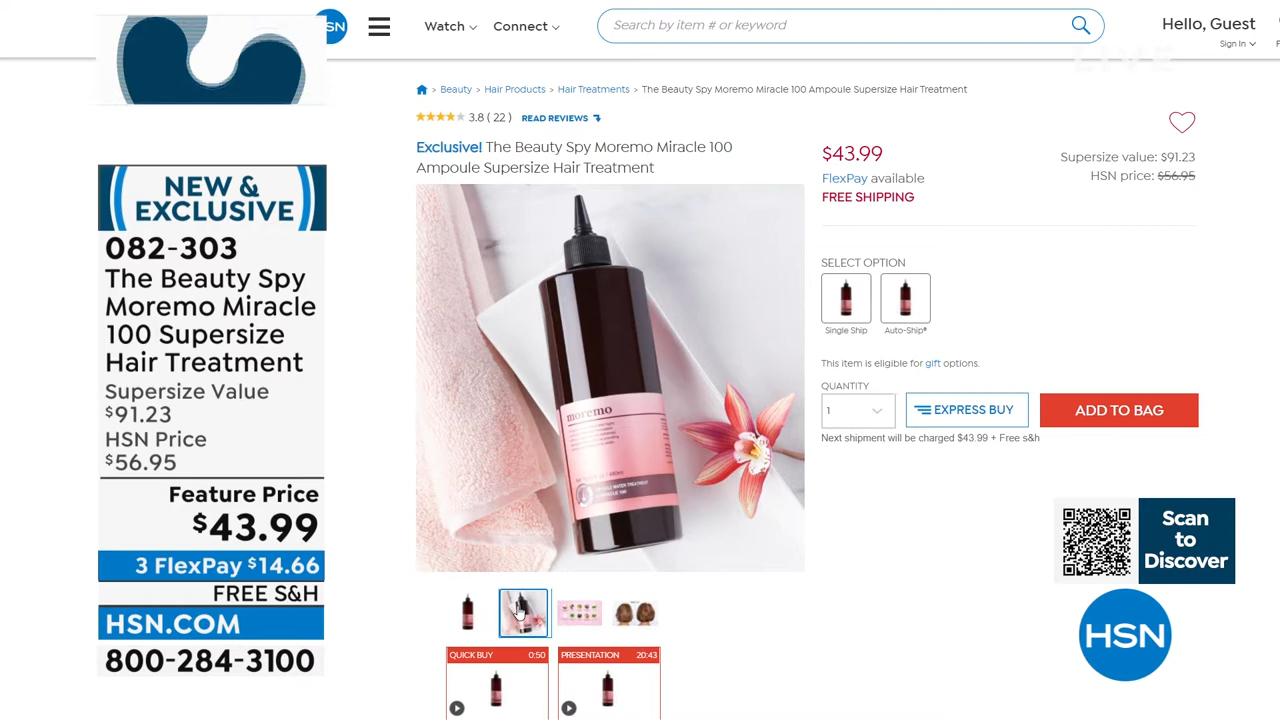 SN
Watch
Connect
Search by item # or keyword
Hello, Guest
Sign In
LIVE
> Beauty > Hair Products > Hair Treatments > The Beauty Spy Moremo Miracle 100 Ampoule Supersize Hair Treatment
3.8 ( 22 ) READ REVIEWS
Exclusive! The Beauty Spy Moremo Miracle 100
Ampoule Supersize Hair Treatment
$43.99
Supersize value: $91.23
FlexPay available
HSN price: $56.95
FREE SHIPPING
SELECT OPTION
Single Ship
Auto-Ship®
This item is eligible for gift options.
QUANTITY
1
EXPRESS BUY
ADD TO BAG
Next shipment will be charged $43.99 + Free s&h
moremo
WATER TREATMENT
NEW &
EXCLUSIVE
082-303
The Beauty Spy
Moremo Miracle
100 Supersize
Hair Treatment
Supersize Value
$91.23
HSN Price
$56.95
Feature Price
$43.99
3 FlexPay $14.66
FREE S&H
HSN.COM
800-284-3100
QUICK BUY 0:50
PRESENTATION 20:43
Scan
to
Discover
HSN